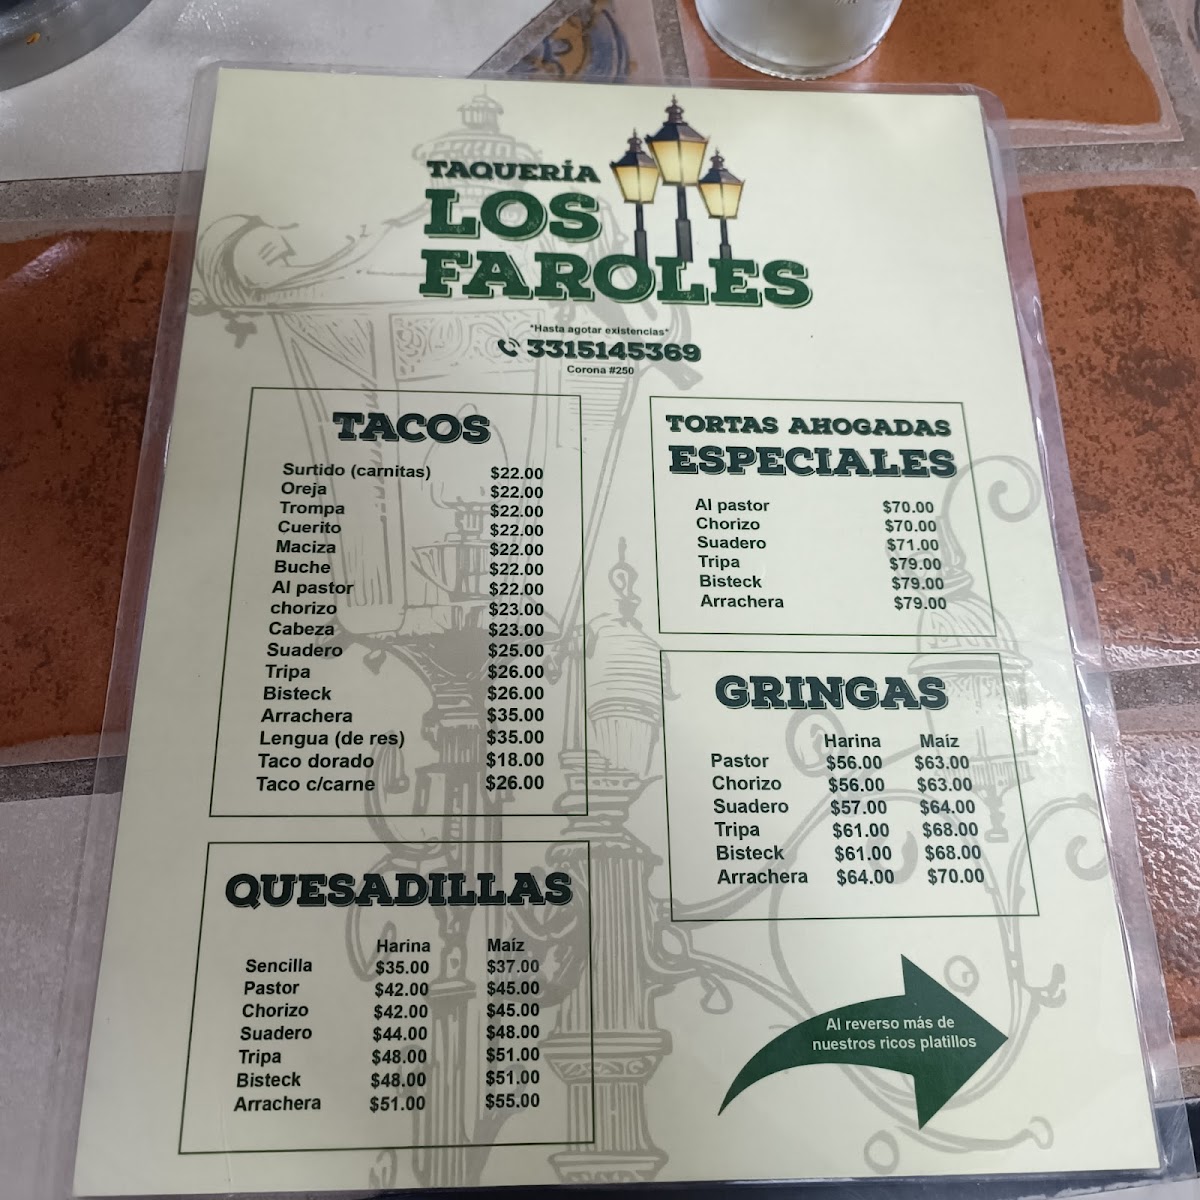 TAQUERÍA
LOS
FAROLES
*Hasta agotar existencias*
3315145369
Corona #250
TACOS
Surtido (carnitas) $22.00
Oreja $22.00
Trompa $22.00
Cuerito $22.00
Maciza $22.00
Buche $22.00
Al pastor $22.00
chorizo $23.00
Cabeza $23.00
Suadero $25.00
Tripa $26.00
Bisteck $26.00
Arrachera $35.00
Lengua (de res) $35.00
Taco dorado $18.00
Taco c/carne $26.00
QUESADILLAS
Harina Maíz
Sencilla $35.00 $37.00
Pastor $42.00 $45.00
Chorizo $42.00 $45.00
Suadero $44.00 $48.00
Tripa $48.00 $51.00
Bisteck $48.00 $51.00
Arrachera $51.00 $55.00
TORTAS AHOGADAS
ESPECIALES
Al pastor $70.00
Chorizo $70.00
Suadero $71.00
Tripa $79.00
Bisteck $79.00
Arrachera $79.00
GRINGAS
Harina Maíz
Pastor $56.00 $63.00
Chorizo $56.00 $63.00
Suadero $57.00 $64.00
Tripa $61.00 $68.00
Bisteck $61.00 $68.00
Arrachera $64.00 $70.00
Al reverso más de
nuestros ricos platillos